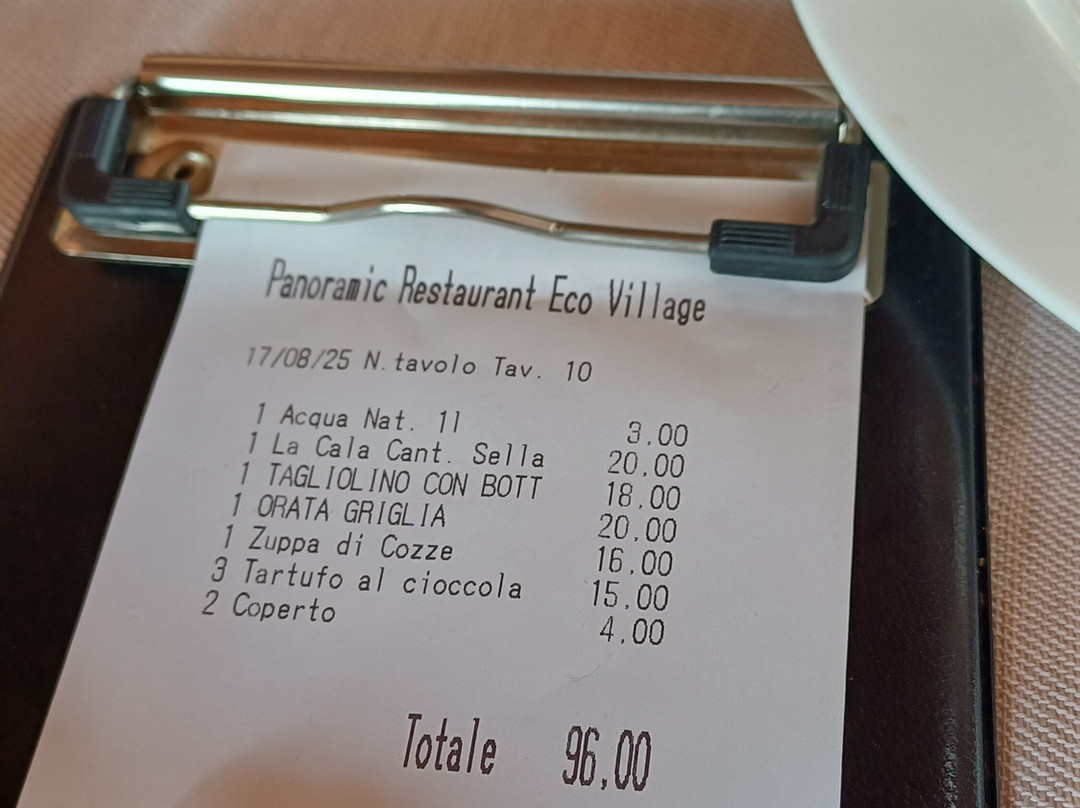 Panoramic Restaurant Eco Village
17/08/25 N.tavolo Tav. 10
1 Acqua Nat. 1l 3,00
1 La Cala Cant. Sella 20,00
1 TAGLIOLINO CON BOTT 18,00
1 ORATA GRIGLIA 20,00
1 Zuppa di Cozze 16,00
3 Tartufo al cioccola 15,00
2 Coperto 4,00
Totale 96,00